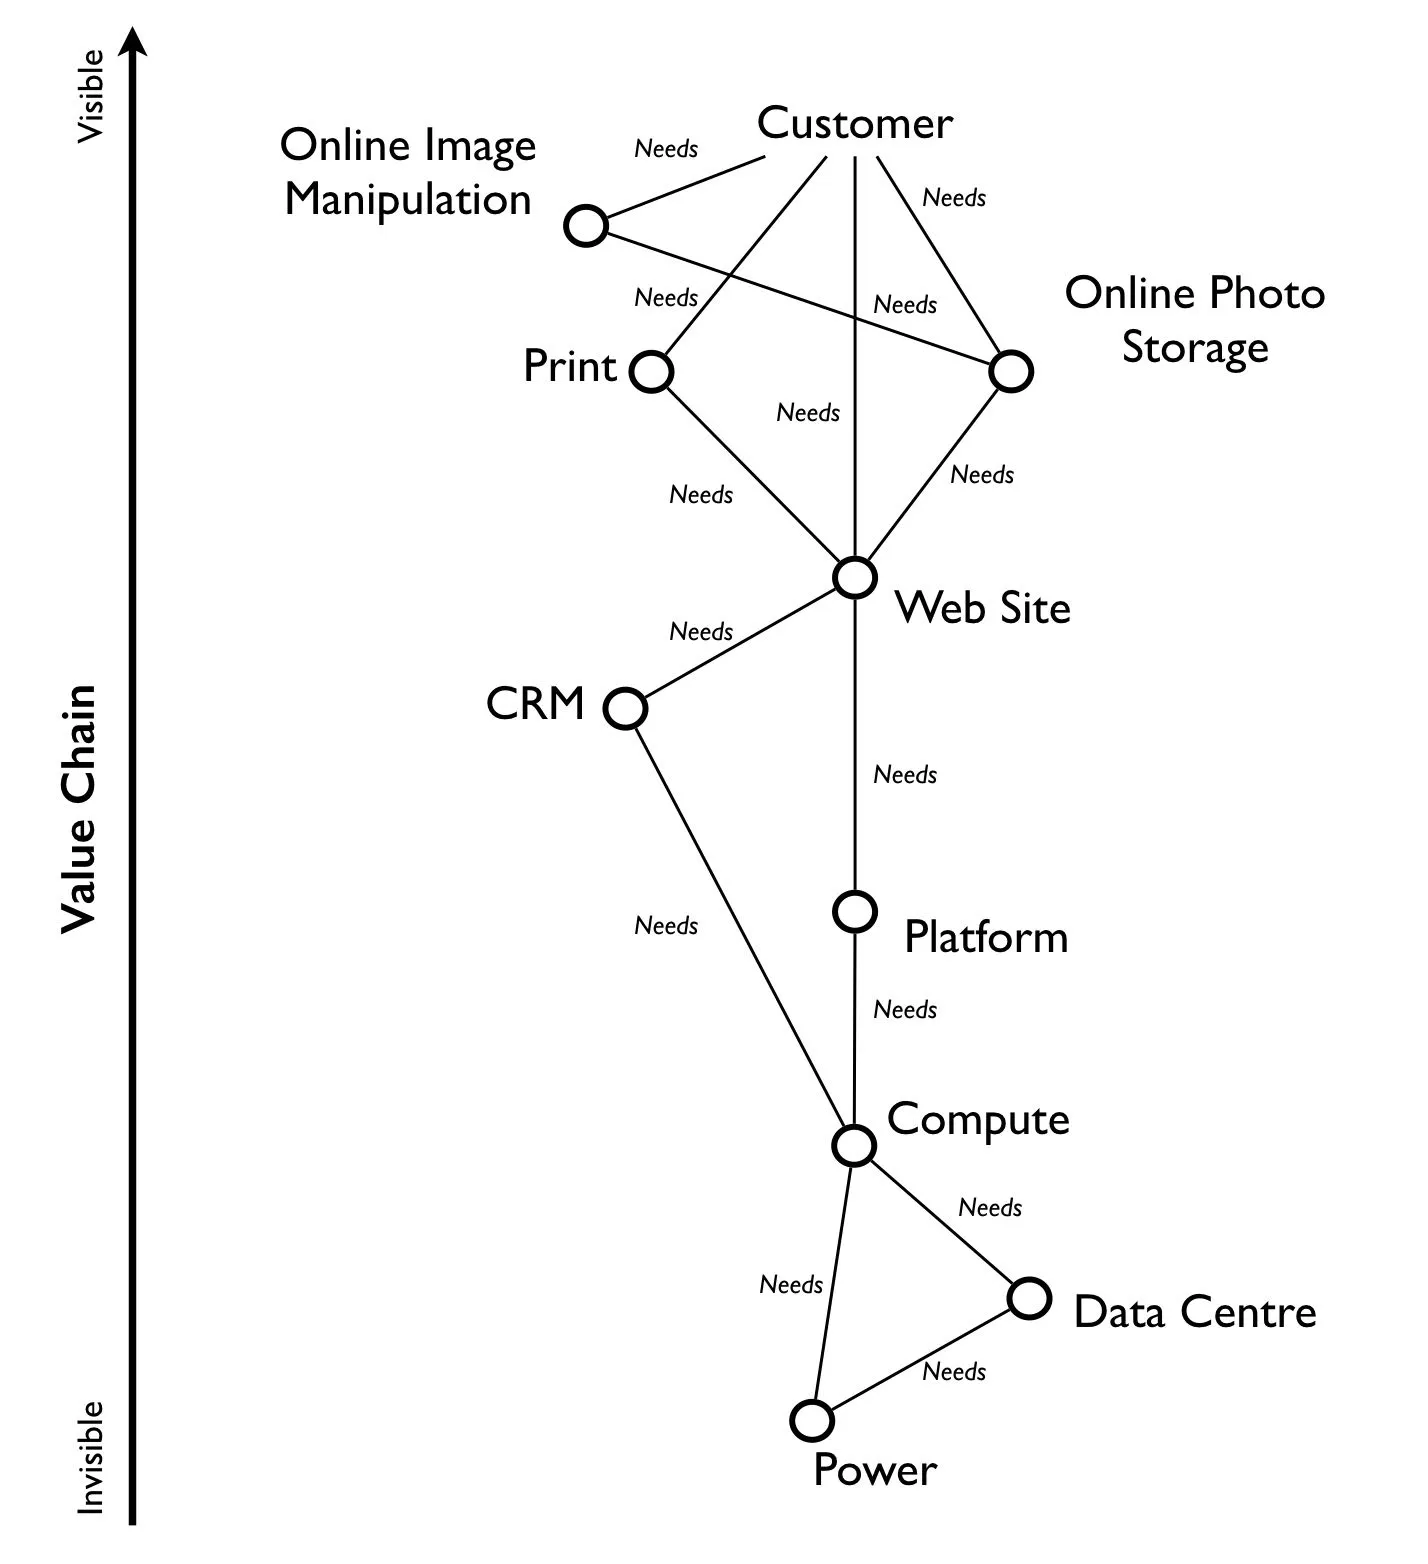 Visible
Customer
Online Image
Manipulation
Needs
Needs
Online Photo
Storage
Needs
Needs
Print
Needs
Needs
Needs
Web Site
Needs
CRM
Value Chain
Needs
Needs
Platform
Needs
Compute
Needs
Needs
Data Centre
Needs
Invisible
Power